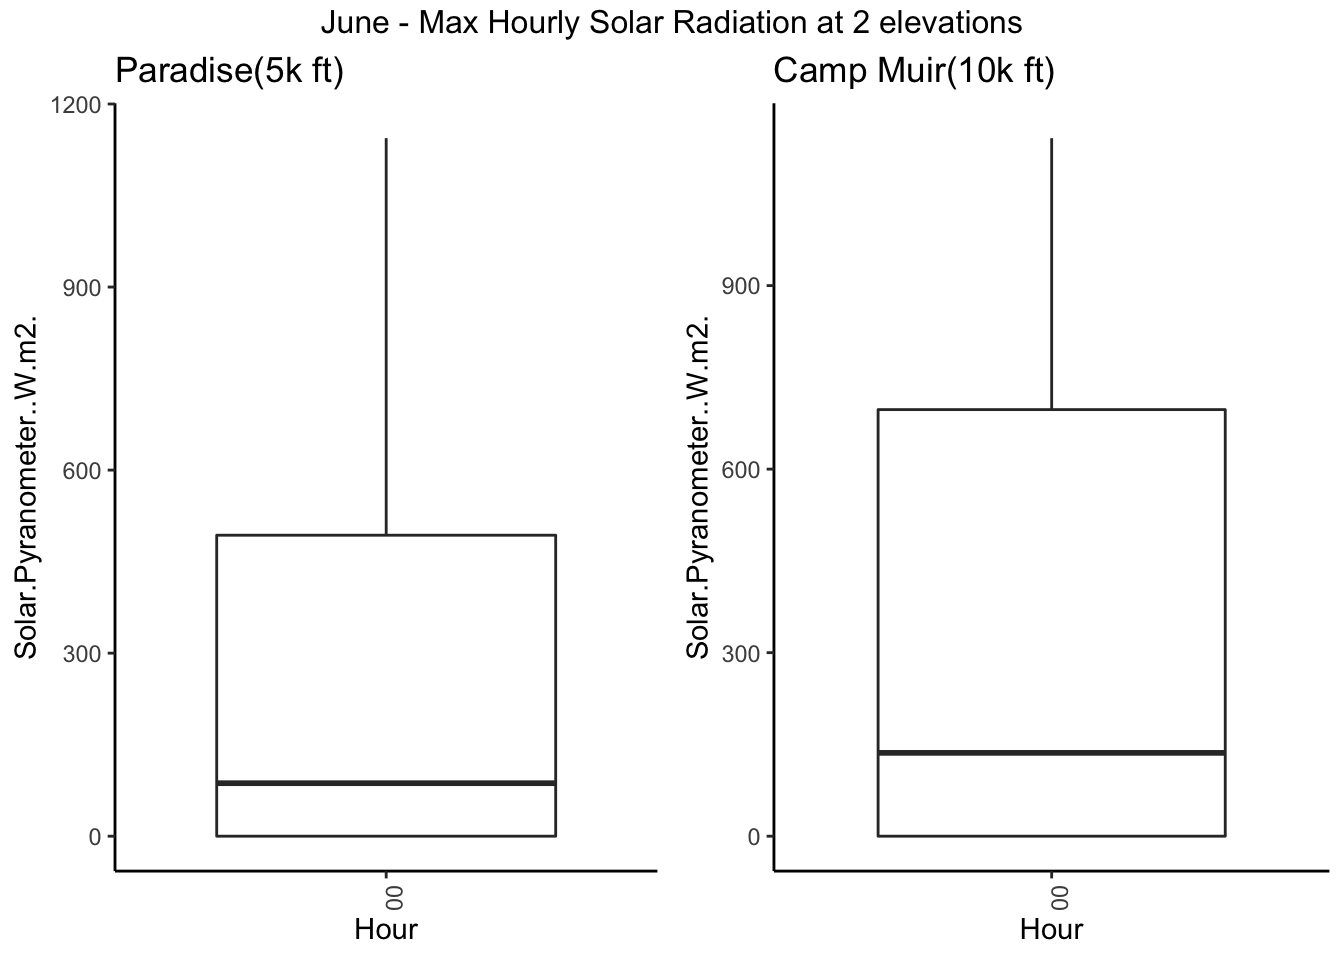 June - Max Hourly Solar Radiation at 2 elevations
Paradise(5k ft)
Solar.Pyranometer..W.m2.
1200
900
600
300
0
00
Hour
Camp Muir(10k ft)
Solar.Pyranometer..W.m2.
900
600
300
0
00
Hour